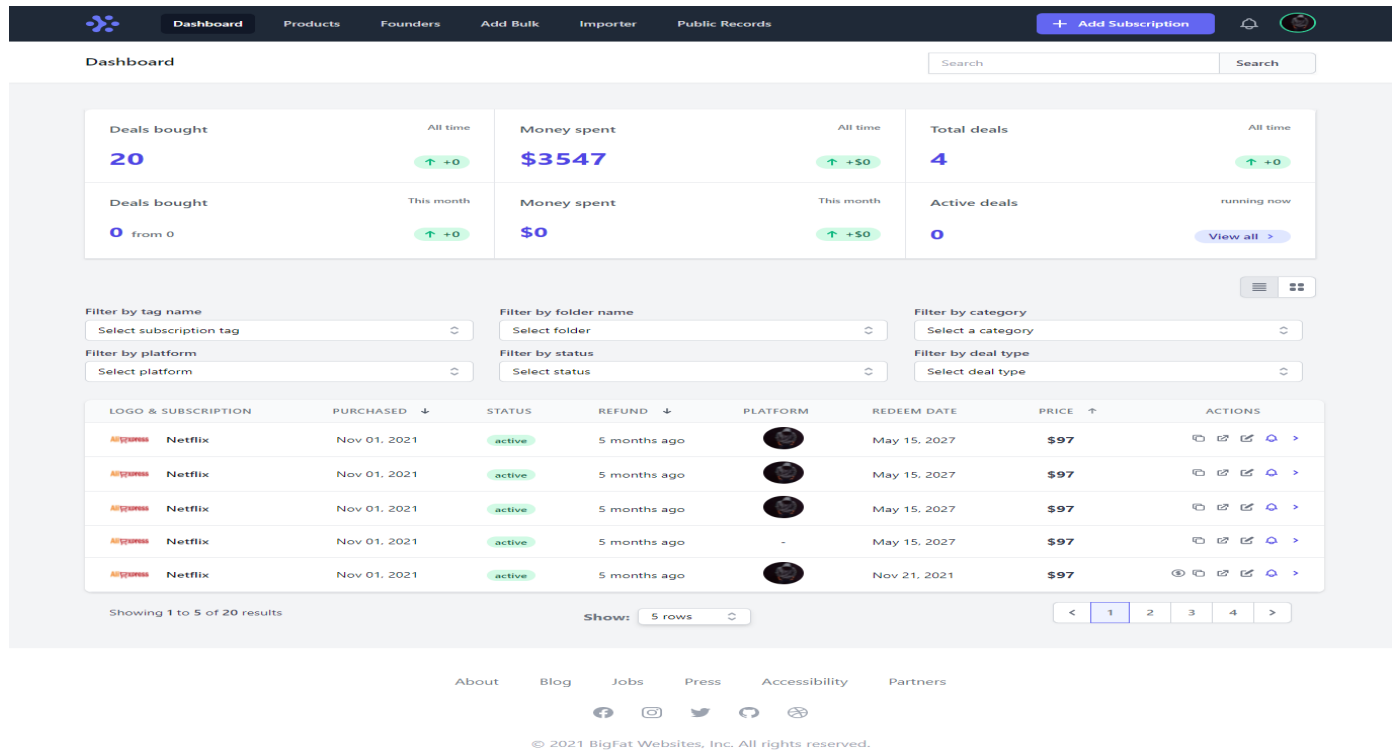 Dashboard Products Founders Add Bulk Importer Public Records + Add Subscription
Dashboard Search Search
Deals bought All time Money spent All time Total deals All time
20 ↑ +0 $3547 ↑ +$0 4 ↑ +0
Deals bought This month Money spent This month Active deals running now
0 from 0 ↑ +0 $0 ↑ +$0 0 View all >
Filter by tag name Filter by folder name Filter by category
Select subscription tag Select folder Select a category
Filter by platform Filter by status Filter by deal type
Select platform Select status Select deal type
LOGO & SUBSCRIPTION PURCHASED ↓ STATUS REFUND ↓ PLATFORM REDEEM DATE PRICE ↑ ACTIONS
AliExpress Netflix Nov 01, 2021 active 5 months ago May 15, 2027 $97 >
AliExpress Netflix Nov 01, 2021 active 5 months ago May 15, 2027 $97 >
AliExpress Netflix Nov 01, 2021 active 5 months ago May 15, 2027 $97 >
AliExpress Netflix Nov 01, 2021 active 5 months ago - May 15, 2027 $97 >
AliExpress Netflix Nov 01, 2021 active 5 months ago Nov 21, 2021 $97 >
Showing 1 to 5 of 20 results Show: 5 rows < 1 2 3 4 >
About Blog Jobs Press Accessibility Partners
© 2021 BigFat Websites, Inc. All rights reserved.